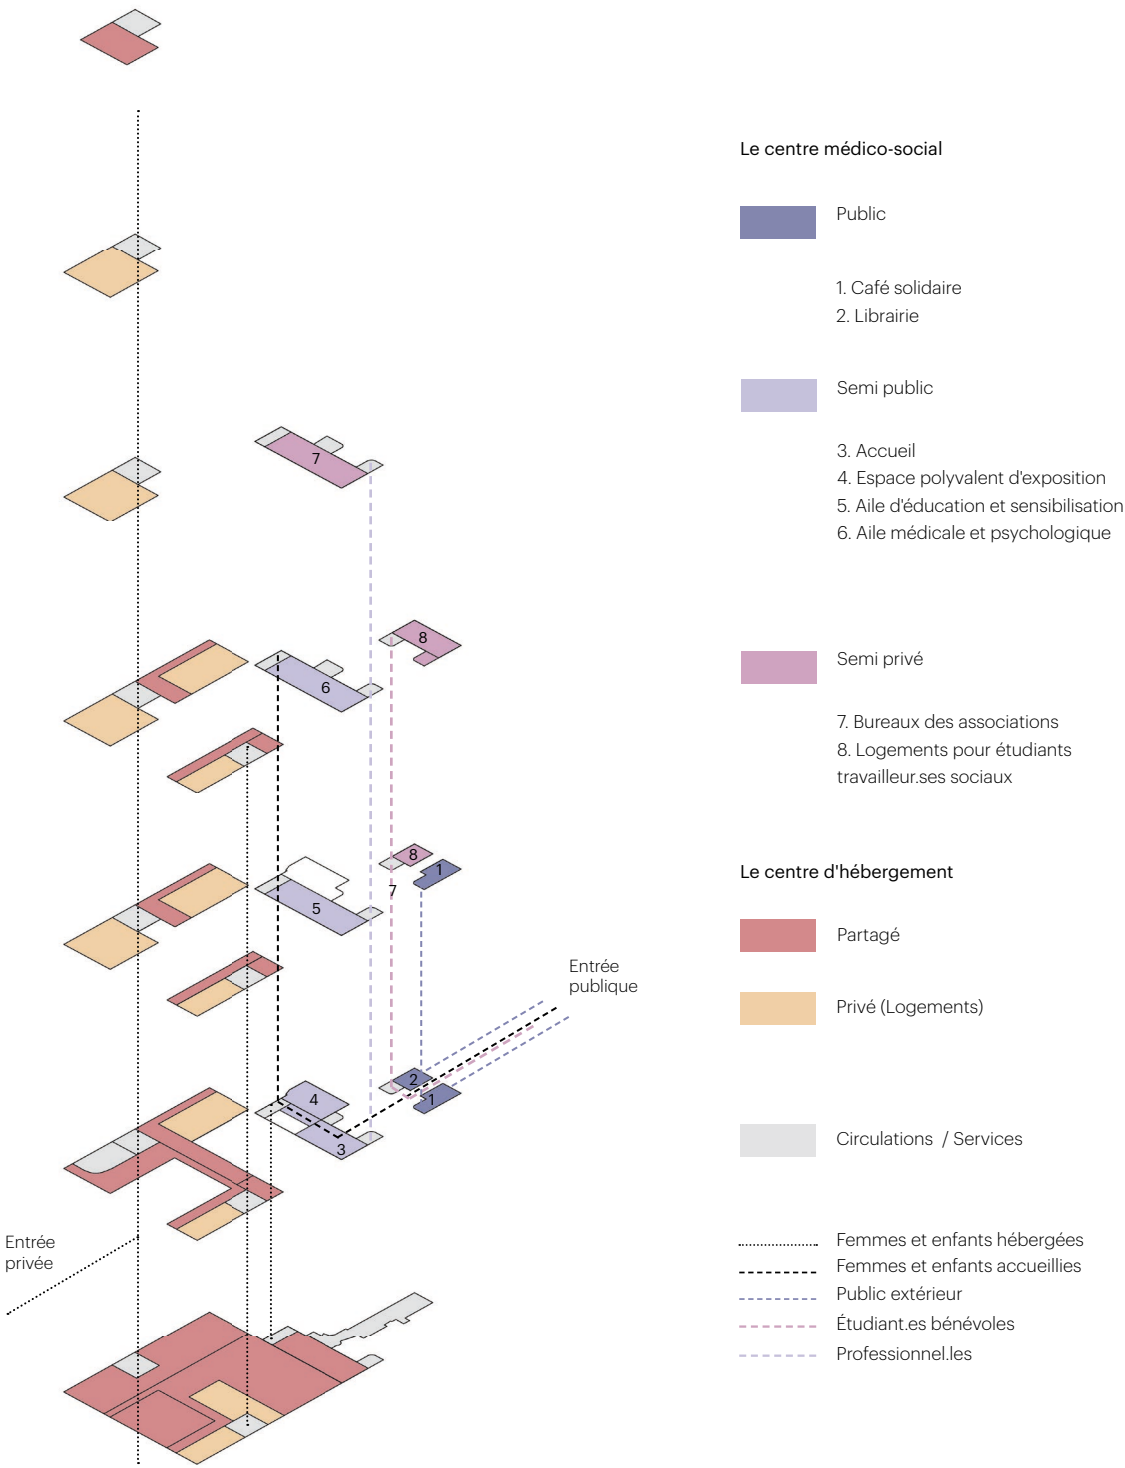 Le centre médico-social
Public
1. Café solidaire
2. Librairie
Semi public
3. Accueil
4. Espace polyvalent d'exposition
5. Aile d'éducation et sensibilisation
6. Aile médicale et psychologique
Semi privé
7. Bureaux des associations
8. Logements pour étudiants
travailleur.ses sociaux
Le centre d'hébergement
Partagé
Privé (Logements)
Circulations / Services
Femmes et enfants hébergées
Femmes et enfants accueillies
Public extérieur
Étudiant.es bénévoles
Professionnel.les
7
8
6
8
1
7
5
Entrée
publique
2
4
1
3
Entrée
privée